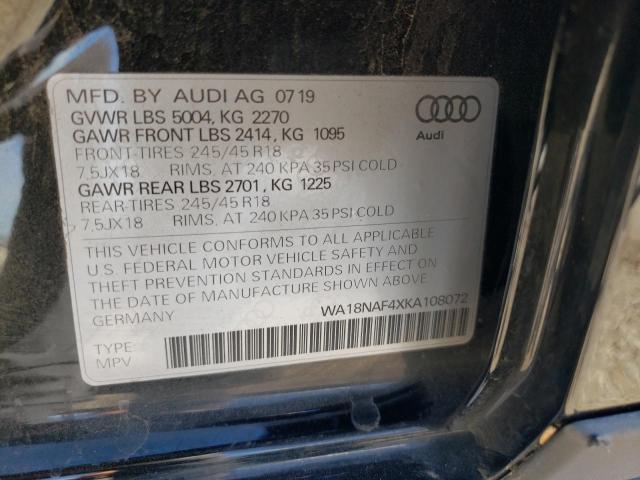 MFD. BY AUDI AG 07 19
GVWR LBS 5004, KG 2270
GAWR FRONT LBS 2414, KG 1095
FRONT-TIRES 245/45 R18
7.5JX18 RIMS, AT 240 KPA 35 PSI COLD
GAWR REAR LBS 2701, KG 1225
REAR-TIRES 245/45 R18
7.5JX18 RIMS, AT 240 KPA 35 PSI COLD
Audi
THIS VEHICLE CONFORMS TO ALL APPLICABLE
U.S. FEDERAL MOTOR VEHICLE SAFETY AND
THEFT PREVENTION STANDARDS IN EFFECT ON
THE DATE OF MANUFACTURE SHOWN ABOVE
GERMANY
WA18NAF4XKA108072
TYPE
MPV